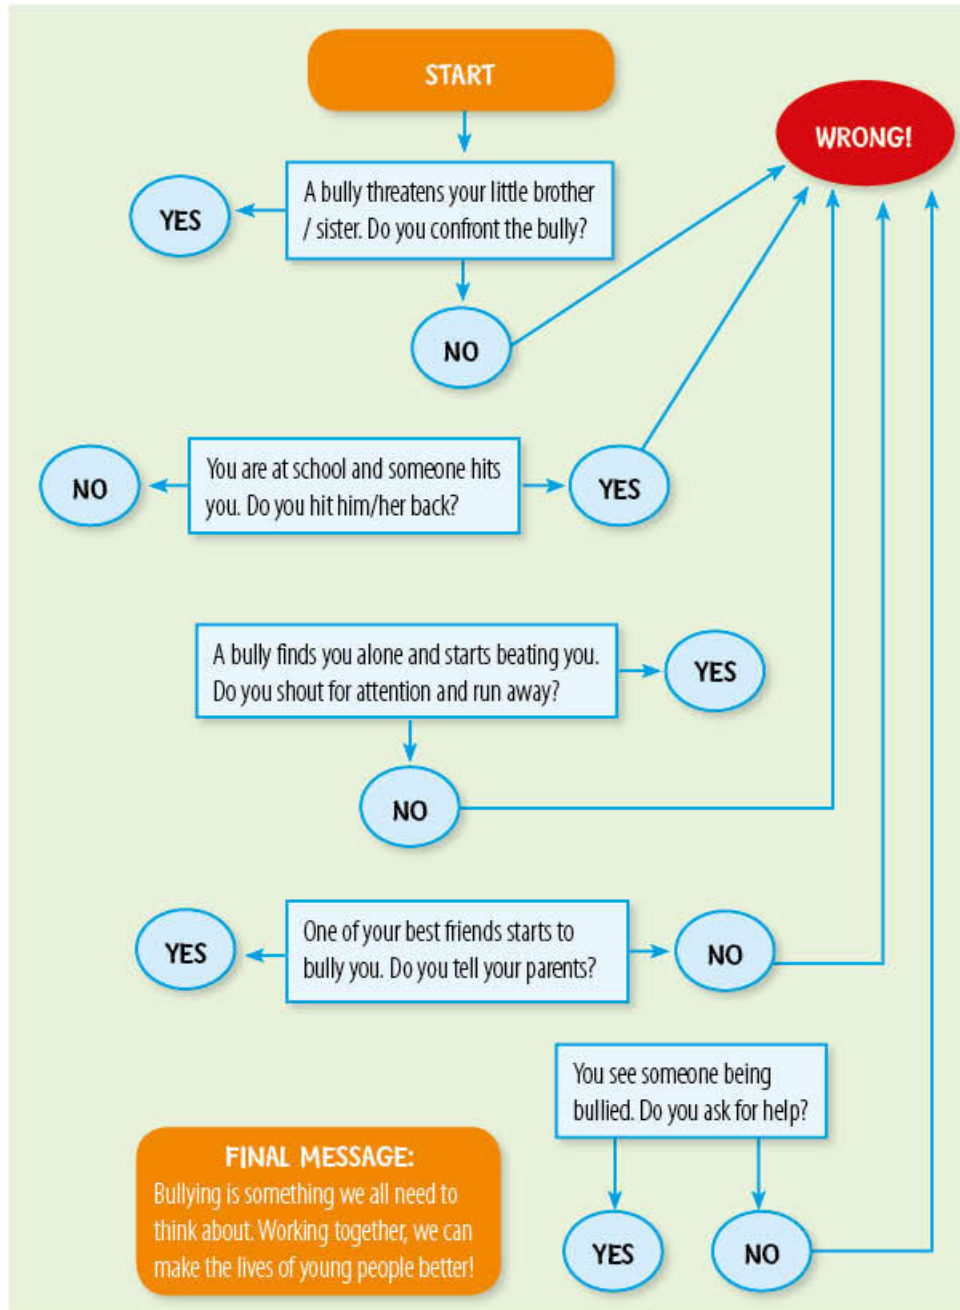 START
WRONG!
A bully threatens your little brother
/ sister. Do you confront the bully?
YES
NO
You are at school and someone hits
you. Do you hit him/her back?
NO
YES
A bully finds you alone and starts beating you.
Do you shout for attention and run away?
YES
NO
One of your best friends starts to
bully you. Do you tell your parents?
YES
NO
You see someone being
bullied. Do you ask for help?
YES
NO
FINAL MESSAGE:
Bullying is something we all need to
think about. Working together, we can
make the lives of young people better!